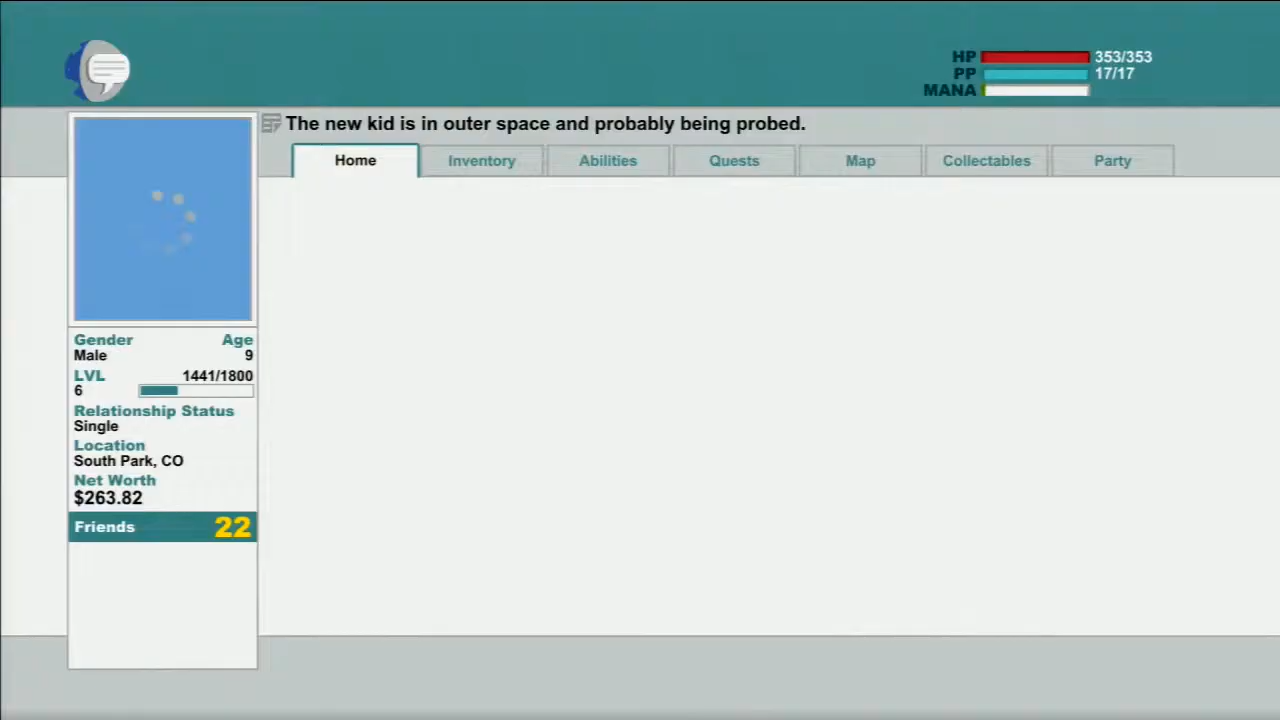 HP 353/353
PP 17/17
MANA
The new kid is in outer space and probably being probed.
Home Inventory Abilities Quests Map Collectables Party
Gender Age
Male 9
LVL 1441/1800
6
Relationship Status
Single
Location
South Park, CO
Net Worth
$263.82
Friends 22